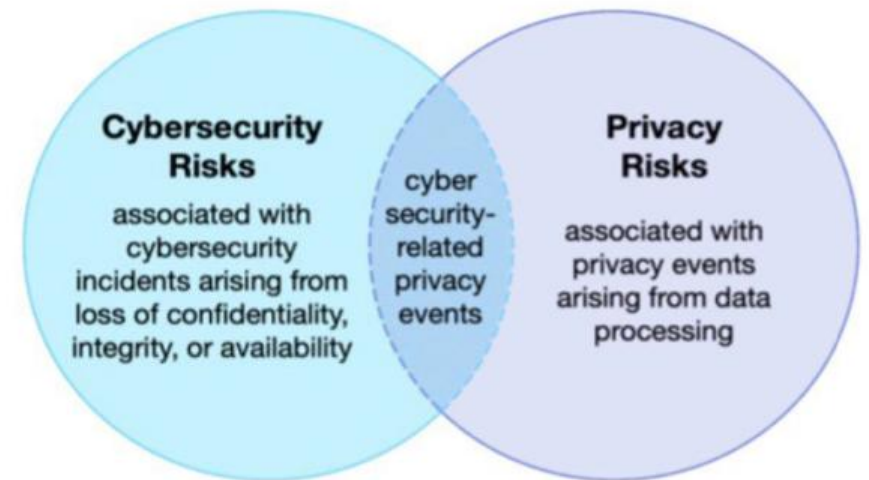 Cybersecurity
Risks
associated with
cybersecurity
incidents arising from
loss of confidentiality,
integrity, or availability
cyber
security-
related
privacy
events
Privacy
Risks
associated with
privacy events
arising from data
processing